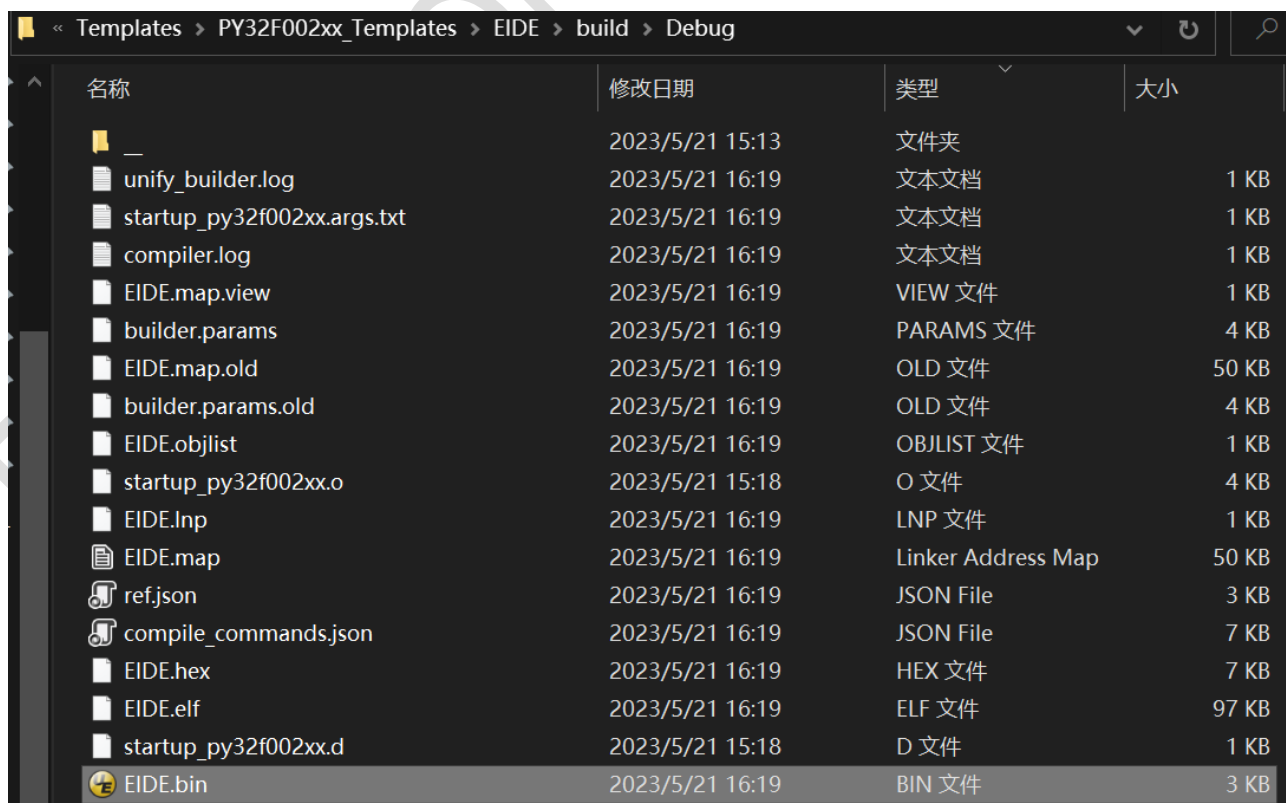 « Templates > PY32F002xx_Templates > EIDE > build > Debug
名称 修改日期 类型 大小
__ 2023/5/21 15:13 文件夹
unify_builder.log 2023/5/21 16:19 文本文档 1 KB
startup_py32f002xx.args.txt 2023/5/21 16:19 文本文档 1 KB
compiler.log 2023/5/21 16:19 文本文档 1 KB
EIDE.map.view 2023/5/21 16:19 VIEW 文件 1 KB
builder.params 2023/5/21 16:19 PARAMS 文件 4 KB
EIDE.map.old 2023/5/21 16:19 OLD 文件 50 KB
builder.params.old 2023/5/21 16:19 OLD 文件 4 KB
EIDE.objlist 2023/5/21 16:19 OBJLIST 文件 1 KB
startup_py32f002xx.o 2023/5/21 15:18 O 文件 4 KB
EIDE.lnp 2023/5/21 16:19 LNP 文件 1 KB
EIDE.map 2023/5/21 16:19 Linker Address Map 50 KB
ref.json 2023/5/21 16:19 JSON File 3 KB
compile_commands.json 2023/5/21 16:19 JSON File 7 KB
EIDE.hex 2023/5/21 16:19 HEX 文件 7 KB
EIDE.elf 2023/5/21 16:19 ELF 文件 97 KB
startup_py32f002xx.d 2023/5/21 15:18 D 文件 1 KB
EIDE.bin 2023/5/21 16:19 BIN 文件 3 KB